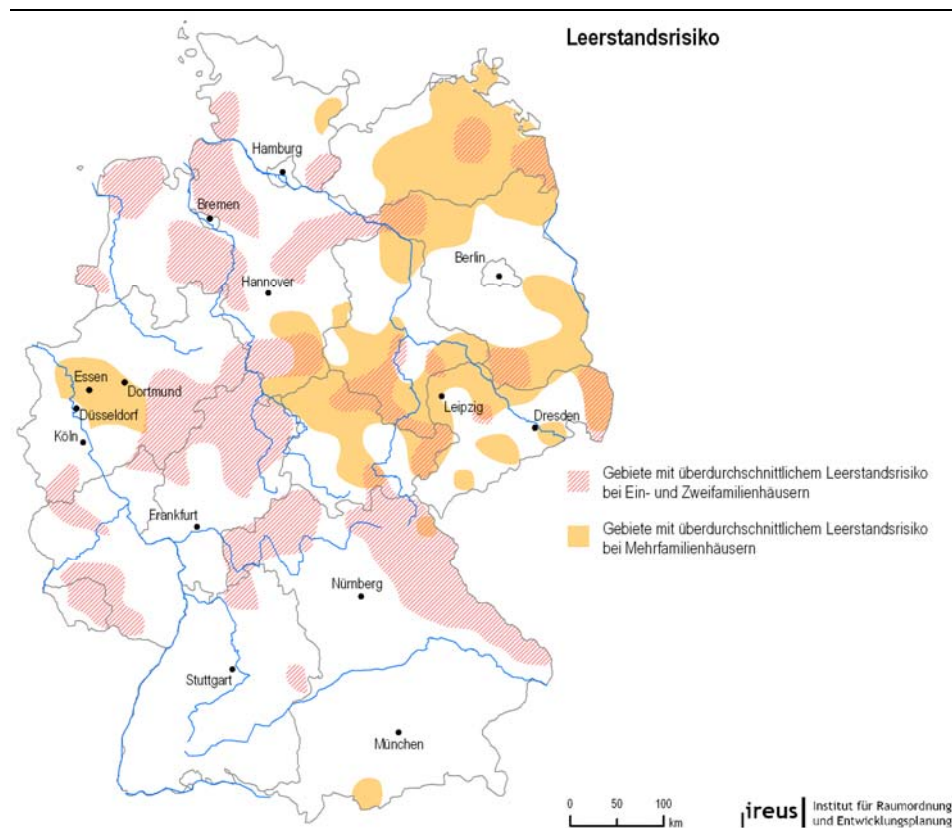 Leerstandsrisiko
Hamburg
Bremen
Berlin
Hannover
Essen
Dortmund
Düsseldorf
Leipzig
Köln
Dresden
Gebiete mit überdurchschnittlichem Leerstandsrisiko
bei Ein- und Zweifamilienhäusern
Frankfurt
Gebiete mit überdurchschnittlichem Leerstandsrisiko
bei Mehrfamilienhäusern
Nürnberg
Stuttgart
München
0 50 100
km
ireus
Institut für Raumordnung
und Entwicklungsplanung